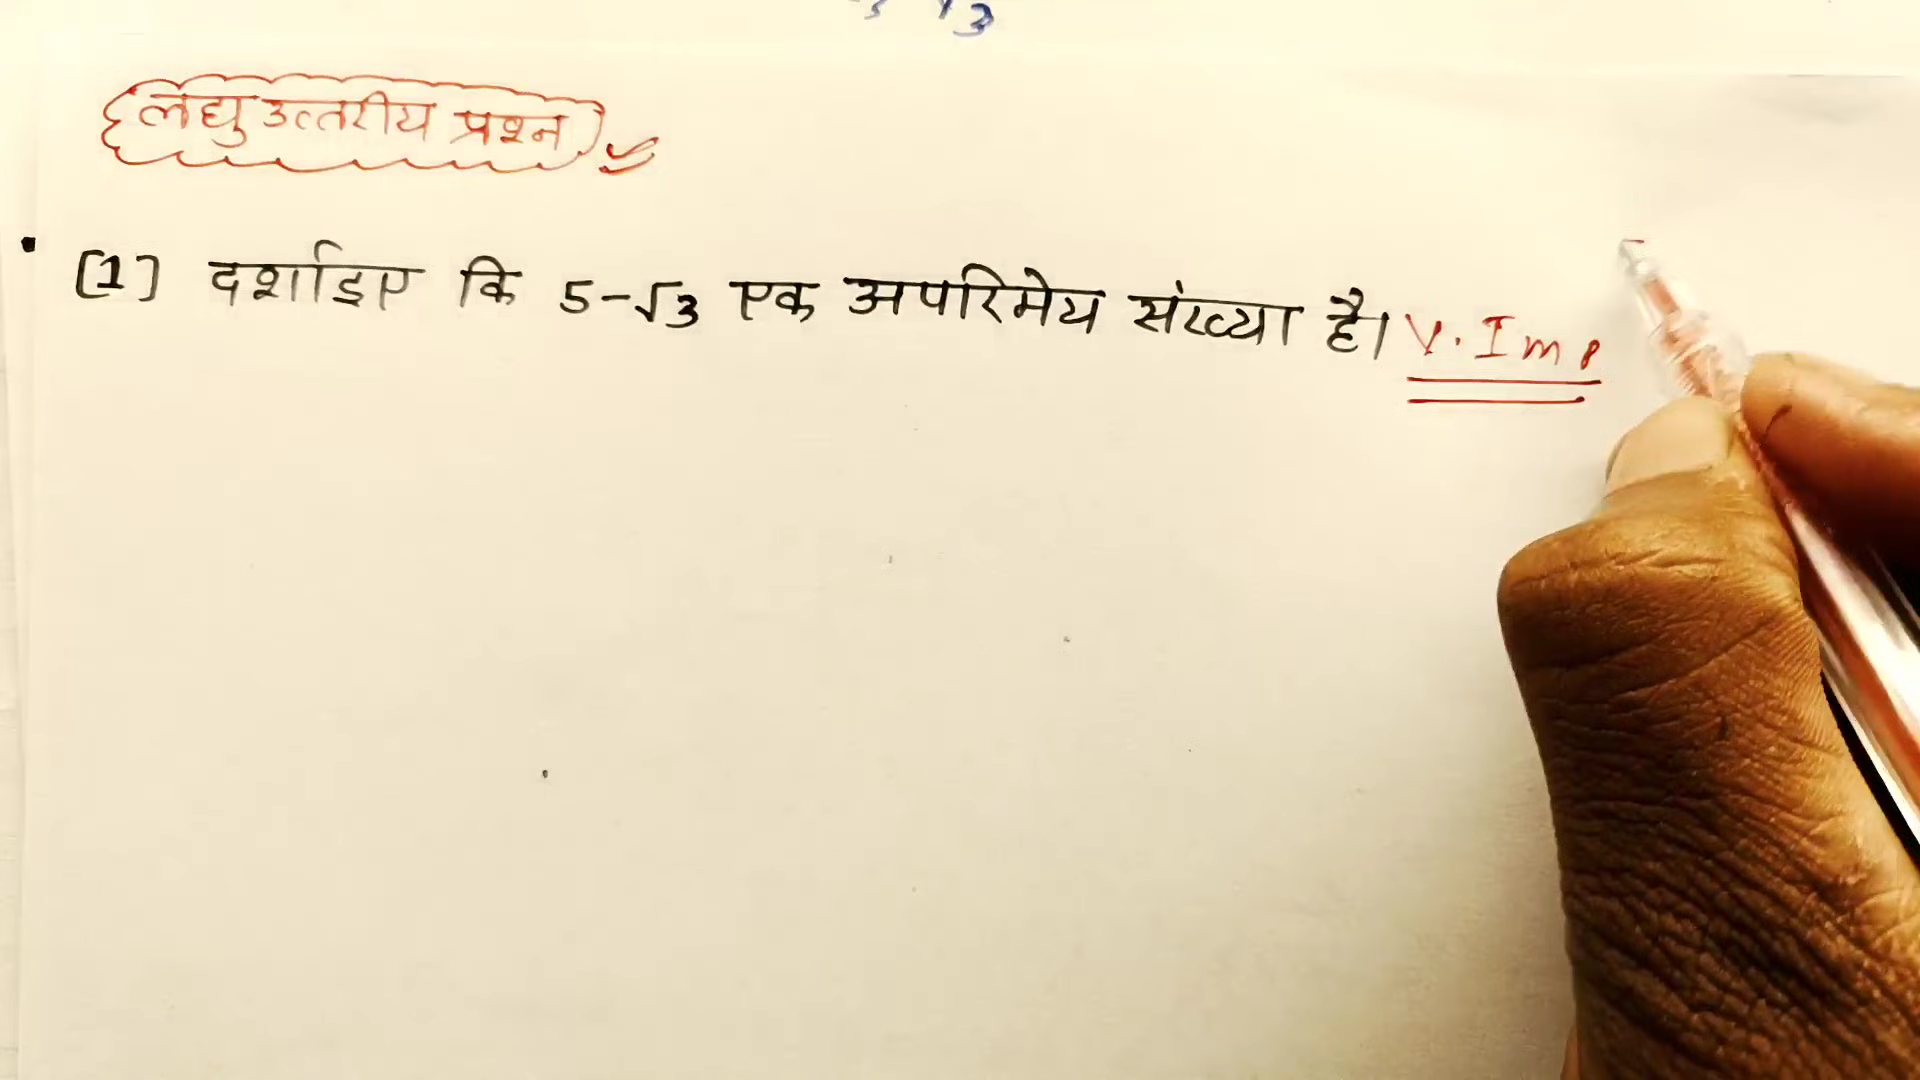 लघु उत्तरीय प्रश्न
[1] दर्शाइए कि 5-√3 एक अपरिमेय संख्या है। V. Imp